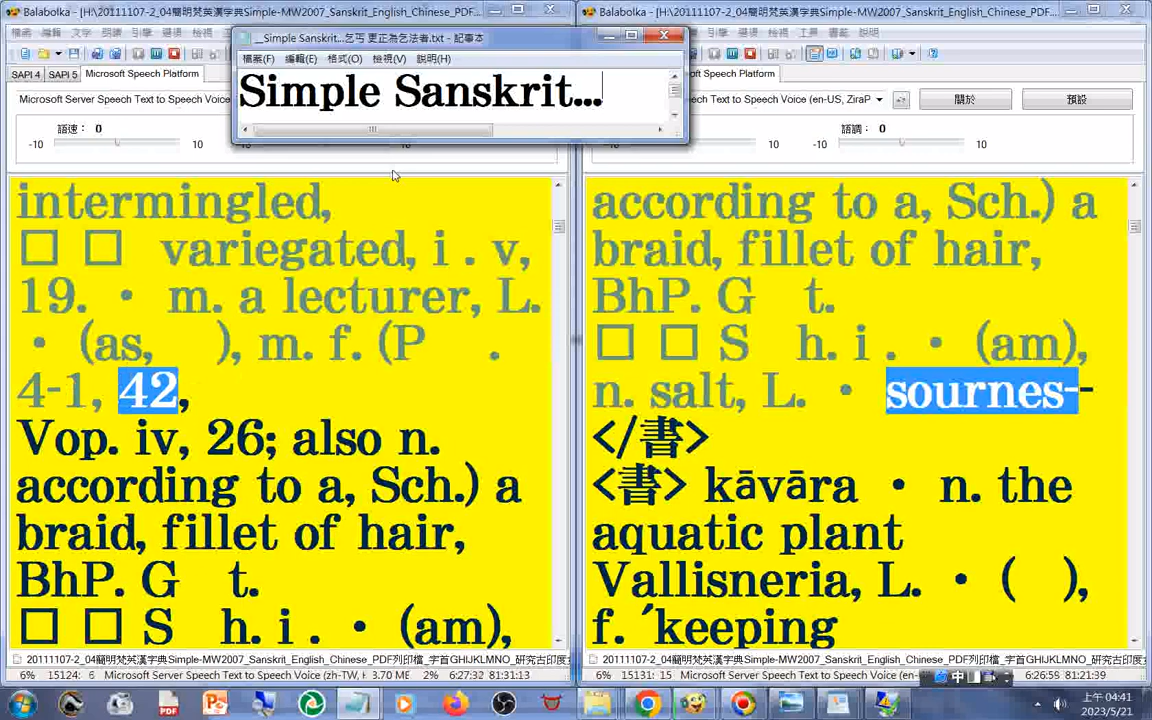 Balabolka - [H:\20111107-2_04簡明梵英漢字典Simple-MW2007_Sanskrit_English_Chinese_PDF...
Balabolka - [H:\20111107-2_04簡明梵英漢字典Simple-MW2007_Sanskrit_English_Chinese_PDF...
__Simple Sanskrit...乞丐 更正為乞法者.txt - 記事本
檔案(F) 編輯(E) 格式(O) 檢視(V) 說明(H)
Simple Sanskrit...
SAPI 4 SAPI 5 Microsoft Speech Platform
Speech Platform
Microsoft Server Speech Text to Speech Voice
Text to Speech Voice (en-US, ZiraP
關於 預設
語速： 0
-10 10
語調： 0
-10 10
intermingled,
□ □ variegated, i . v,
19. • m. a lecturer, L.
• (as, ), m. f. (P .
4-1, 42,
Vop. iv, 26; also n.
according to a, Sch.) a
braid, fillet of hair,
BhP. G t.
□ □ S h. i . • (am),
according to a, Sch.) a
braid, fillet of hair,
BhP. G t.
□ □ S h. i . • (am),
n. salt, L. • sournes--
</書>
<書> kāvāra • n. the
aquatic plant
Vallisneria, L. • ( ),
f. ´keeping
20111107-2_04簡明梵英漢字典Simple-MW2007_Sanskrit_English_Chinese_PDF列印檔_字首GHIJKLMNO_研究古印度
20111107-2_04簡明梵英漢字典Simple-MW2007_Sanskrit_English_Chinese_PDF列印檔_字首GHIJKLMNO_研究古印度
6% 15124: 6 Microsoft Server Speech Text to Speech Voice (zh-TW, H 3.70 ME 2% 6:27:32 81:31:13
6% 15131: 15 Microsoft Server Speech Text to Speech Voice (en- 6:26:59 81:21:39
中
上午 04:41
2023/5/21